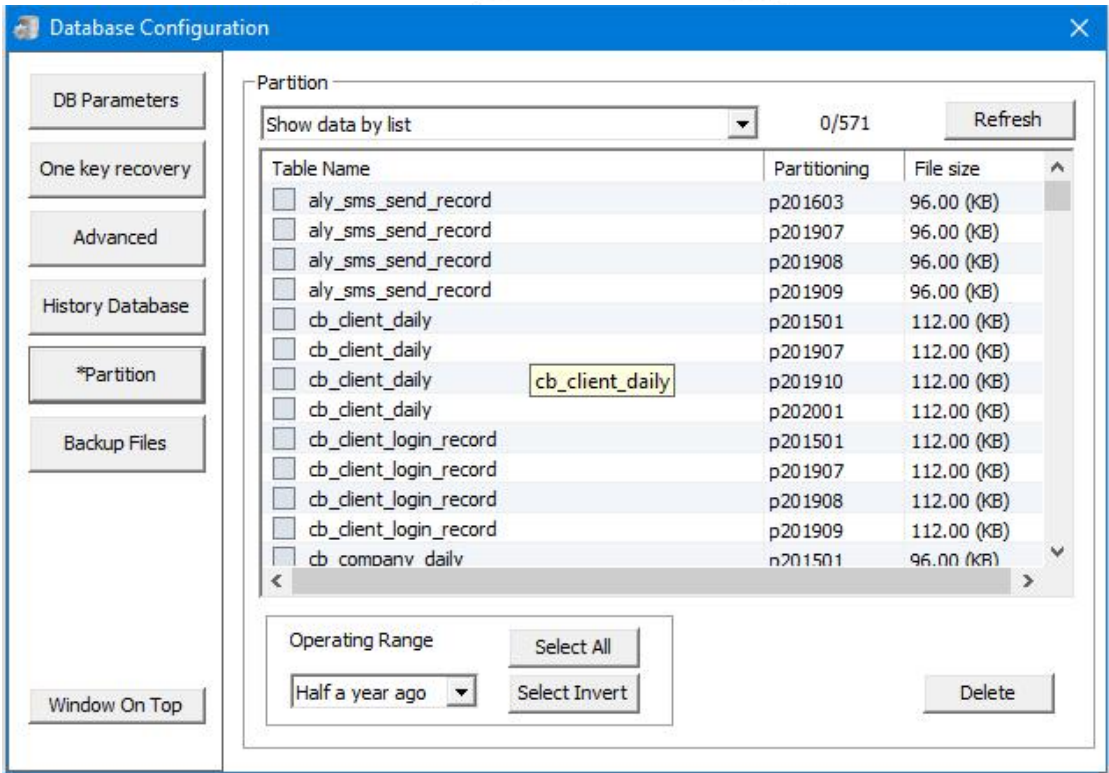 Database Configuration
DB Parameters
One key recovery
Advanced
History Database
*Partition
Backup Files
Window On Top
Partition
Show data by list 0/571 Refresh
Table Name Partitioning File size
aly_sms_send_record p201603 96.00 (KB)
aly_sms_send_record p201907 96.00 (KB)
aly_sms_send_record p201908 96.00 (KB)
aly_sms_send_record p201909 96.00 (KB)
cb_client_daily p201501 112.00 (KB)
cb_client_daily p201907 112.00 (KB)
cb_client_daily cb_client_daily p201910 112.00 (KB)
cb_client_daily p202001 112.00 (KB)
cb_client_login_record p201501 112.00 (KB)
cb_client_login_record p201907 112.00 (KB)
cb_client_login_record p201908 112.00 (KB)
cb_client_login_record p201909 112.00 (KB)
cb_company_daily p201501 96.00 (KB)
Operating Range Select All
Half a year ago Select Invert Delete